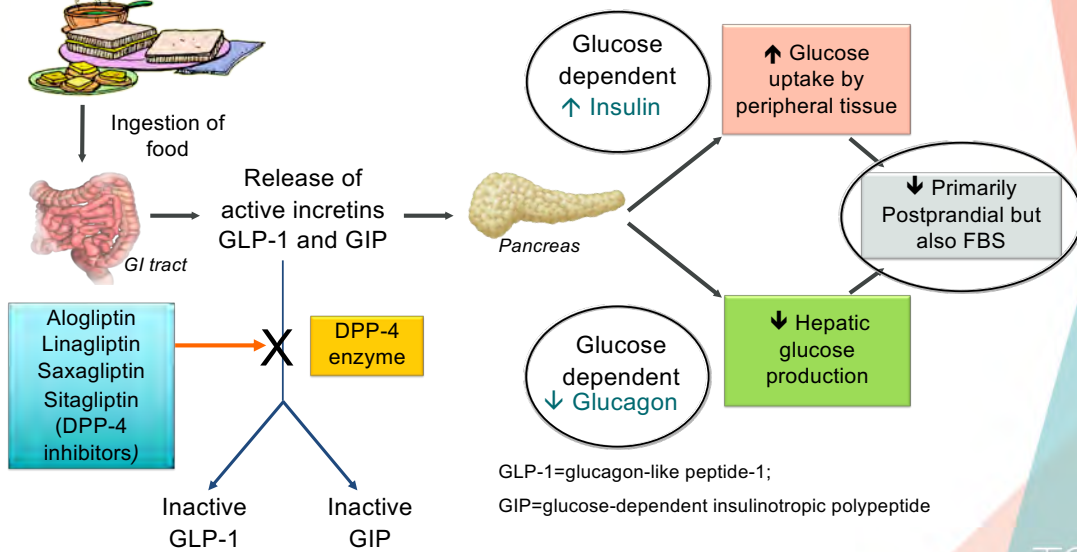 Ingestion of
food
GI tract
Release of
active incretins
GLP-1 and GIP
Pancreas
Glucose
dependent
↑ Insulin
↑ Glucose
uptake by
peripheral tissue
↓ Primarily
Postprandial but
also FBS
Alogliptin
Linagliptin
Saxagliptin
Sitagliptin
(DPP-4
inhibitors)
X
DPP-4
enzyme
Glucose
dependent
↓ Glucagon
↓ Hepatic
glucose
production
Inactive
GLP-1
Inactive
GIP
GLP-1=glucagon-like peptide-1;
GIP=glucose-dependent insulinotropic polypeptide